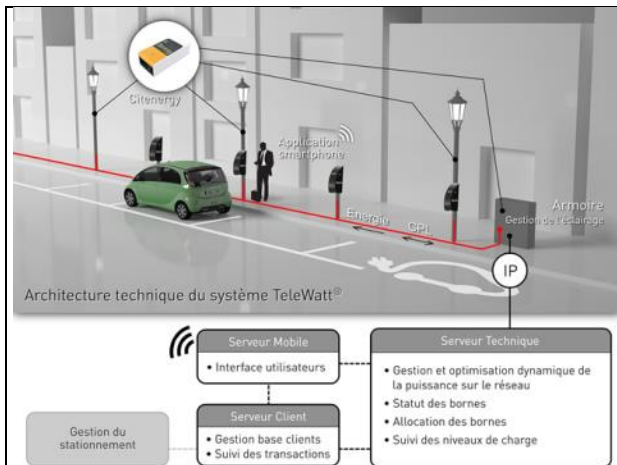 Citenergy
Application
smartphone
Armoire
Gestion de l'éclairage
Energie
CPL
IP
Architecture technique du système TeleWatt®
Serveur Mobile
• Interface utilisateurs
Serveur Technique
• Gestion et optimisation dynamique de
la puissance sur le réseau
• Statut des bornes
• Allocation des bornes
• Suivi des niveaux de charge
Serveur Client
• Gestion base clients
• Suivi des transactions
Gestion du
stationnement